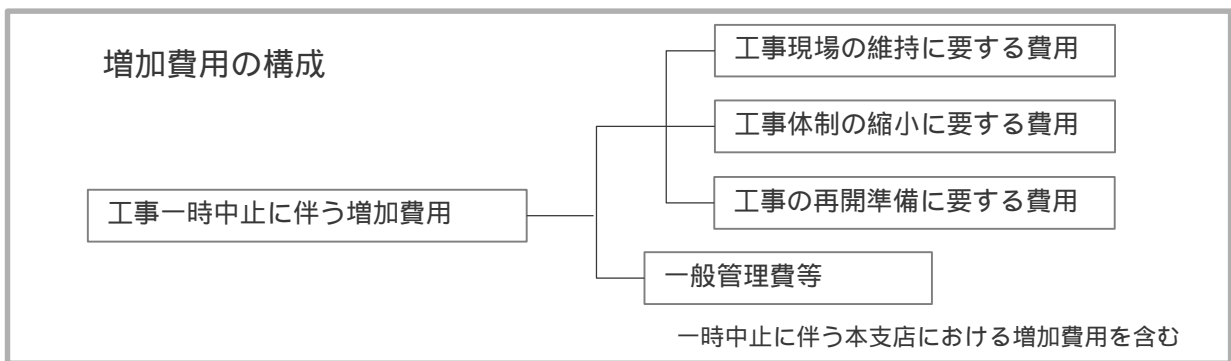 増加費用の構成
工事現場の維持に要する費用
工事体制の縮小に要する費用
工事の再開準備に要する費用
工事一時中止に伴う増加費用
一般管理費等
一時中止に伴う本支店における増加費用を含む